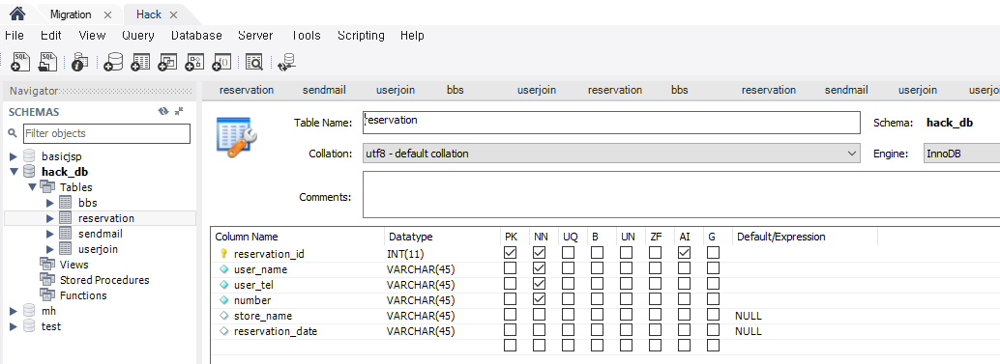 Migration × Hack ×
File Edit View Query Database Server Tools Scripting Help
Navigator
SCHEMAS
Filter objects
basicjsp
hack_db
Tables
bbs
reservation
sendmail
userjoin
Views
Stored Procedures
Functions
mh
test
reservation sendmail userjoin bbs userjoin reservation bbs reservation sendmail userjoin userjo
Table Name: reservation Schema: hack_db
Collation: utf8 - default collation Engine: InnoDB
Comments:
Column Name Datatype PK NN UQ B UN ZF AI G Default/Expression
reservation_id INT(11)
user_name VARCHAR(45)
user_tel VARCHAR(45)
number VARCHAR(45)
store_name VARCHAR(45) NULL
reservation_date VARCHAR(45) NULL